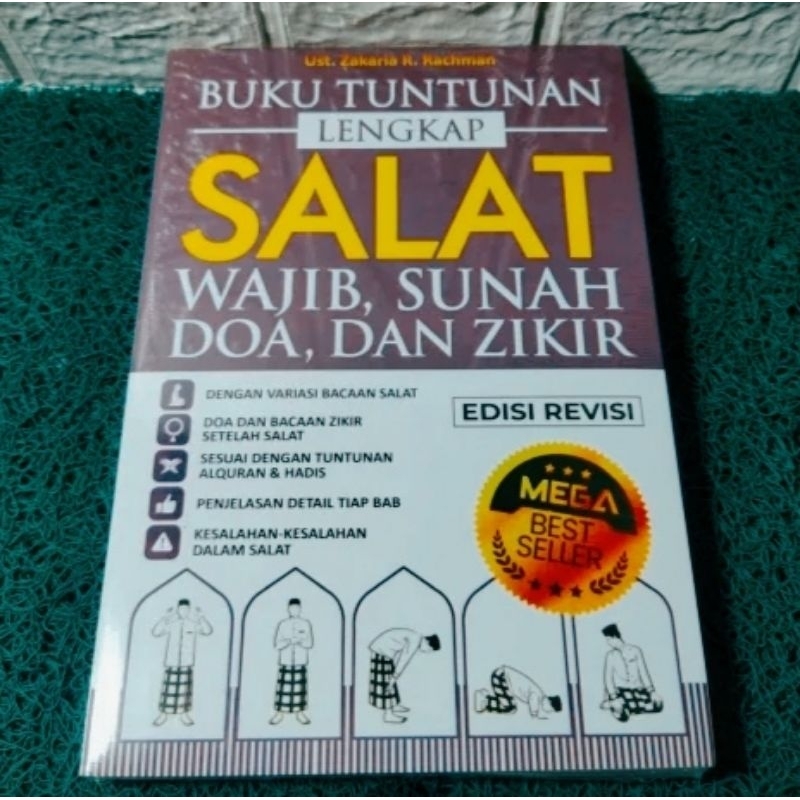 Ust. Zakaria R. Rachman
BUKU TUNTUNAN
LENGKAP
SALAT
WAJIB, SUNAH
DOA, DAN ZIKIR
DENGAN VARIASI BACAAN SALAT
DOA DAN BACAAN ZIKIR
SETELAH SALAT
SESUAI DENGAN TUNTUNAN
ALQURAN & HADIS
PENJELASAN DETAIL TIAP BAB
KESALAHAN-KESALAHAN
DALAM SALAT
EDISI REVISI
MEGA
BEST
SELLER